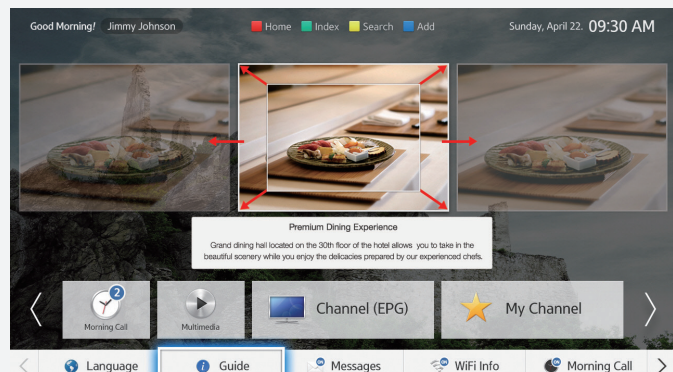 Good Morning! Jimmy Johnson
Home Index Search Add
Sunday, April 22. 09:30 AM
Premium Dining Experience
Grand dining hall located on the 30th floor of the hotel allows you to take in the
beautiful scenery while you enjoy the delicacies prepared by our experienced chefs.
2
Morning Call
Multimedia
Channel (EPG)
My Channel
Language
Guide
ON Messages
ON WiFi Info
ON Morning Call